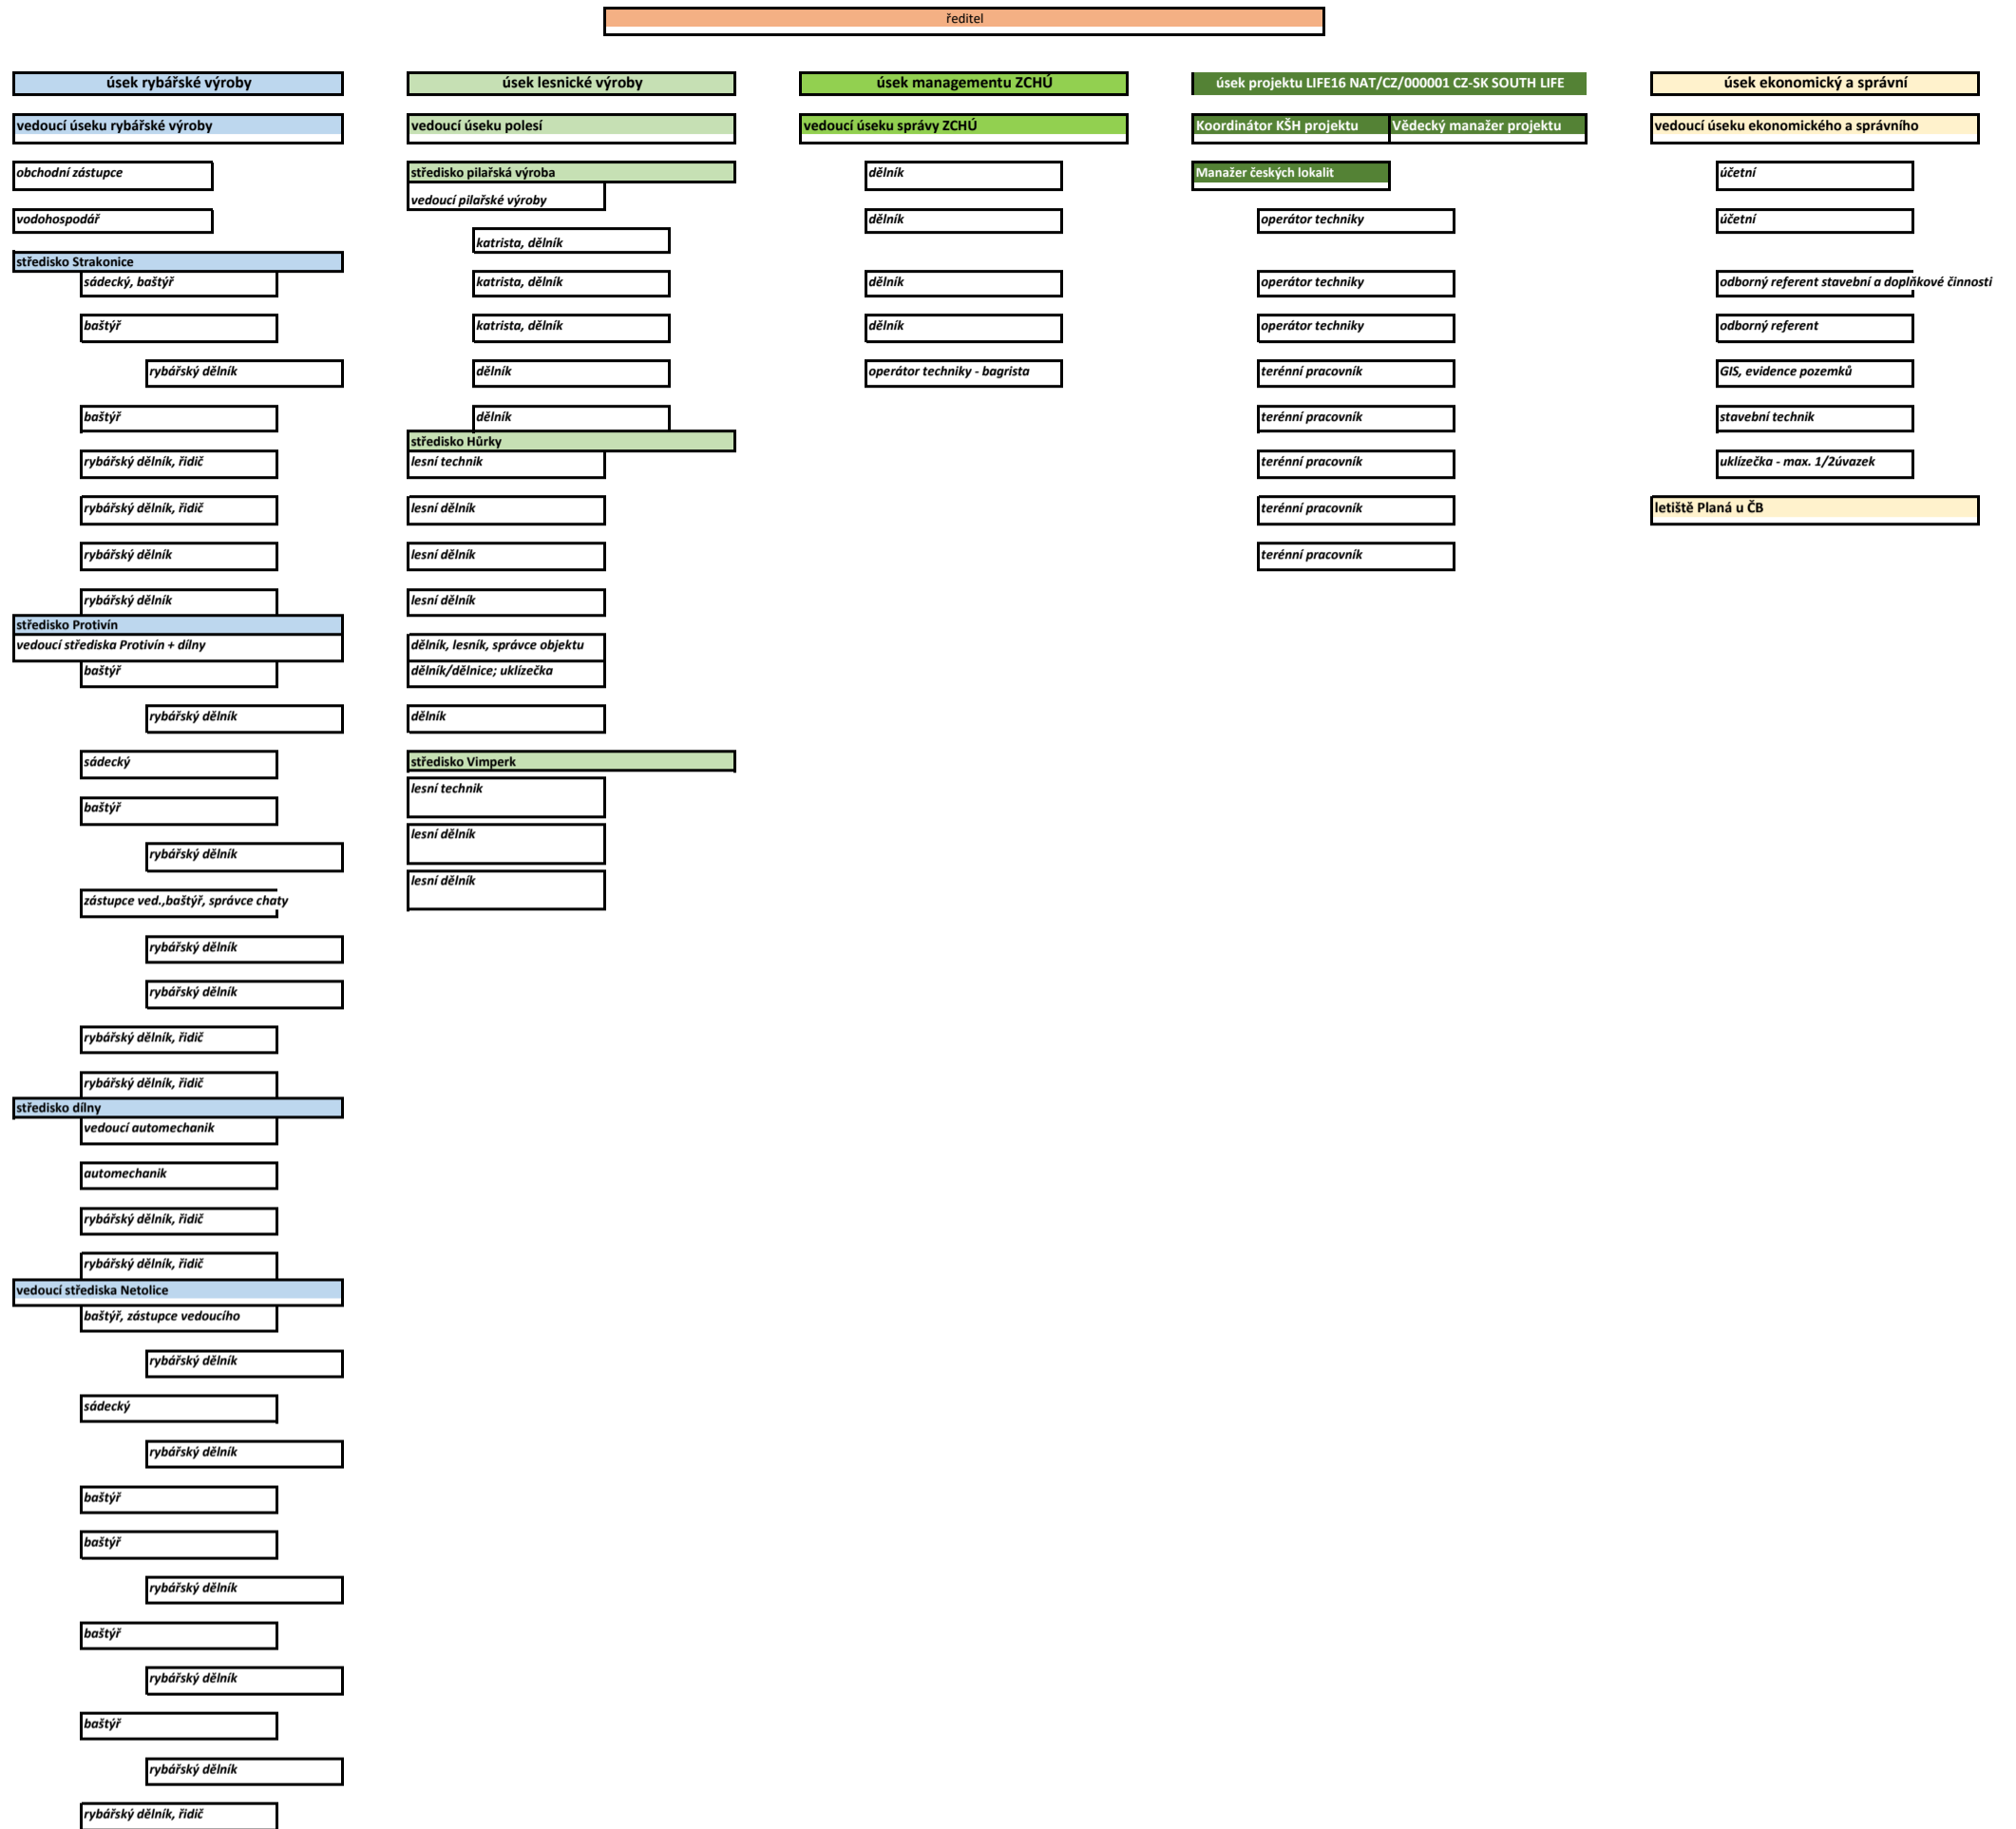 ředitel
úsek rybářské výroby
vedoucí úseku rybářské výroby
obchodní zástupce
vodohospodář
středisko Strakonice
sádecký, baštýř
baštýř
rybářský dělník
baštýř
rybářský dělník, řidič
rybářský dělník, řidič
rybářský dělník
rybářský dělník
středisko Protivín
vedoucí střediska Protivín + dílny
baštýř
rybářský dělník
sádecký
baštýř
rybářský dělník
zástupce ved.,baštýř, správce chaty
rybářský dělník
rybářský dělník
rybářský dělník, řidič
rybářský dělník, řidič
středisko dílny
vedoucí automechanik
automechanik
rybářský dělník, řidič
rybářský dělník, řidič
vedoucí střediska Netolice
baštýř, zástupce vedoucího
rybářský dělník
sádecký
rybářský dělník
baštýř
baštýř
rybářský dělník
baštýř
rybářský dělník
baštýř
rybářský dělník
rybářský dělník, řidič
úsek lesnické výroby
vedoucí úseku polesí
středisko pilařská výroba
vedoucí pilařské výroby
katrista, dělník
katrista, dělník
katrista, dělník
dělník
dělník
středisko Hůrky
lesní technik
lesní dělník
lesní dělník
lesní dělník
dělník, lesník, správce objektu
dělník/dělnice; uklízečka
dělník
středisko Vimperk
lesní technik
lesní dělník
lesní dělník
úsek managementu ZCHÚ
vedoucí úseku správy ZCHÚ
dělník
dělník
dělník
dělník
operátor techniky - bagrista
úsek projektu LIFE16 NAT/CZ/000001 CZ-SK SOUTH LIFE
Koordinátor KŠH projektu
Vědecký manažer projektu
Manažer českých lokalit
operátor techniky
operátor techniky
operátor techniky
terénní pracovník
terénní pracovník
terénní pracovník
terénní pracovník
terénní pracovník
úsek ekonomický a správní
vedoucí úseku ekonomického a správního
účetní
účetní
odborný referent stavební a doplňkové činnosti
odborný referent
GIS, evidence pozemků
stavební technik
uklízečka - max. 1/2úvazek
letiště Planá u ČB